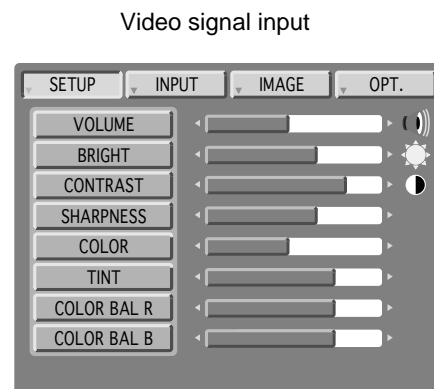 Video signal input
SETUP INPUT IMAGE OPT.
VOLUME
BRIGHT
CONTRAST
SHARPNESS
COLOR
TINT
COLOR BAL R
COLOR BAL B